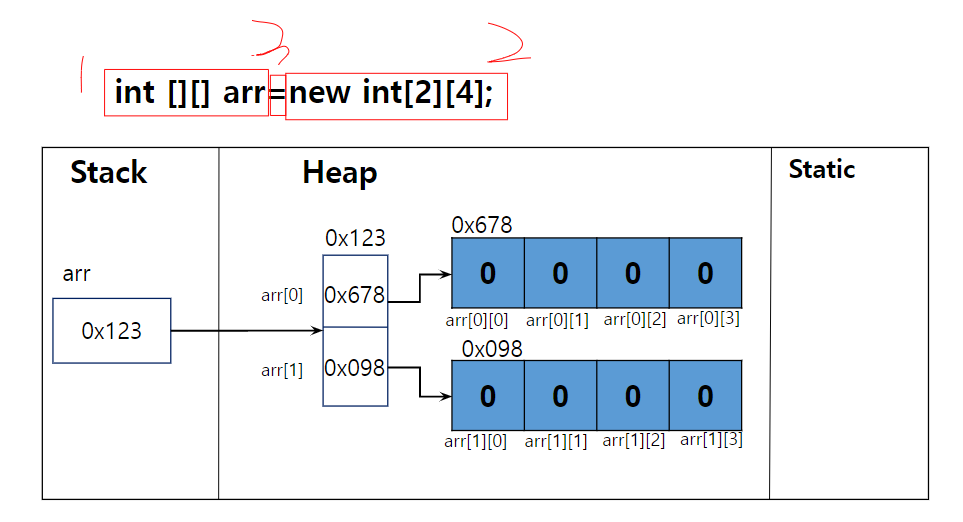 1 3 2
int [][] arr=new int[2][4];
Stack Heap Static
0x678
0x123
arr
arr[0] 0x678 0 0 0 0
0x123
arr[0][0] arr[0][1] arr[0][2] arr[0][3]
0x098
arr[1] 0x098 0 0 0 0
arr[1][0] arr[1][1] arr[1][2] arr[1][3]